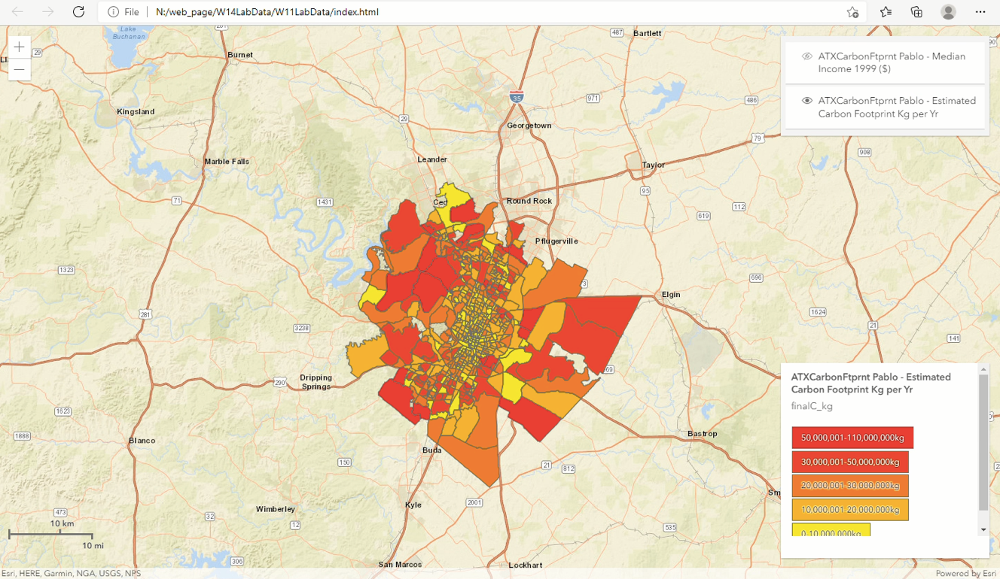 File
N:/web_page/W14LabData/W11LabData/index.html
Lake
Buchanan
29
Burnet
487
Bartlett
ATXCarbonFtprnt Pablo - Median
Income 1999 ($)
ATXCarbonFtprnt Pablo - Estimated
Carbon Footprint Kg per Yr
35
971
486
Kingsland
29
Georgetown
79
908
Marble Falls
Leander
Taylor
95
71
1431
Round Rock
112
619
Pflugerville
1323
696
Elgin
281
1624
3238
21
141
Dripping
Springs
290
69
ATXCarbonFtprnt Pablo - Estimated
Carbon Footprint Kg per Yr
finalC_kg
1623
1888
Blanco
Buda
Bastrop
50,000,001-110,000,000kg
30,000,001-50,000,000kg
20,000,001-30,000,000kg
10,000,001-20,000,000kg
0-10,000,000kg
150
21
812
Kyle
2001
Wimberley
473
32
12
535
10 km
10 mi
306
San Marcos
Lockhart
Esri, HERE, Garmin, NGA, USGS, NPS
Powered by Esri